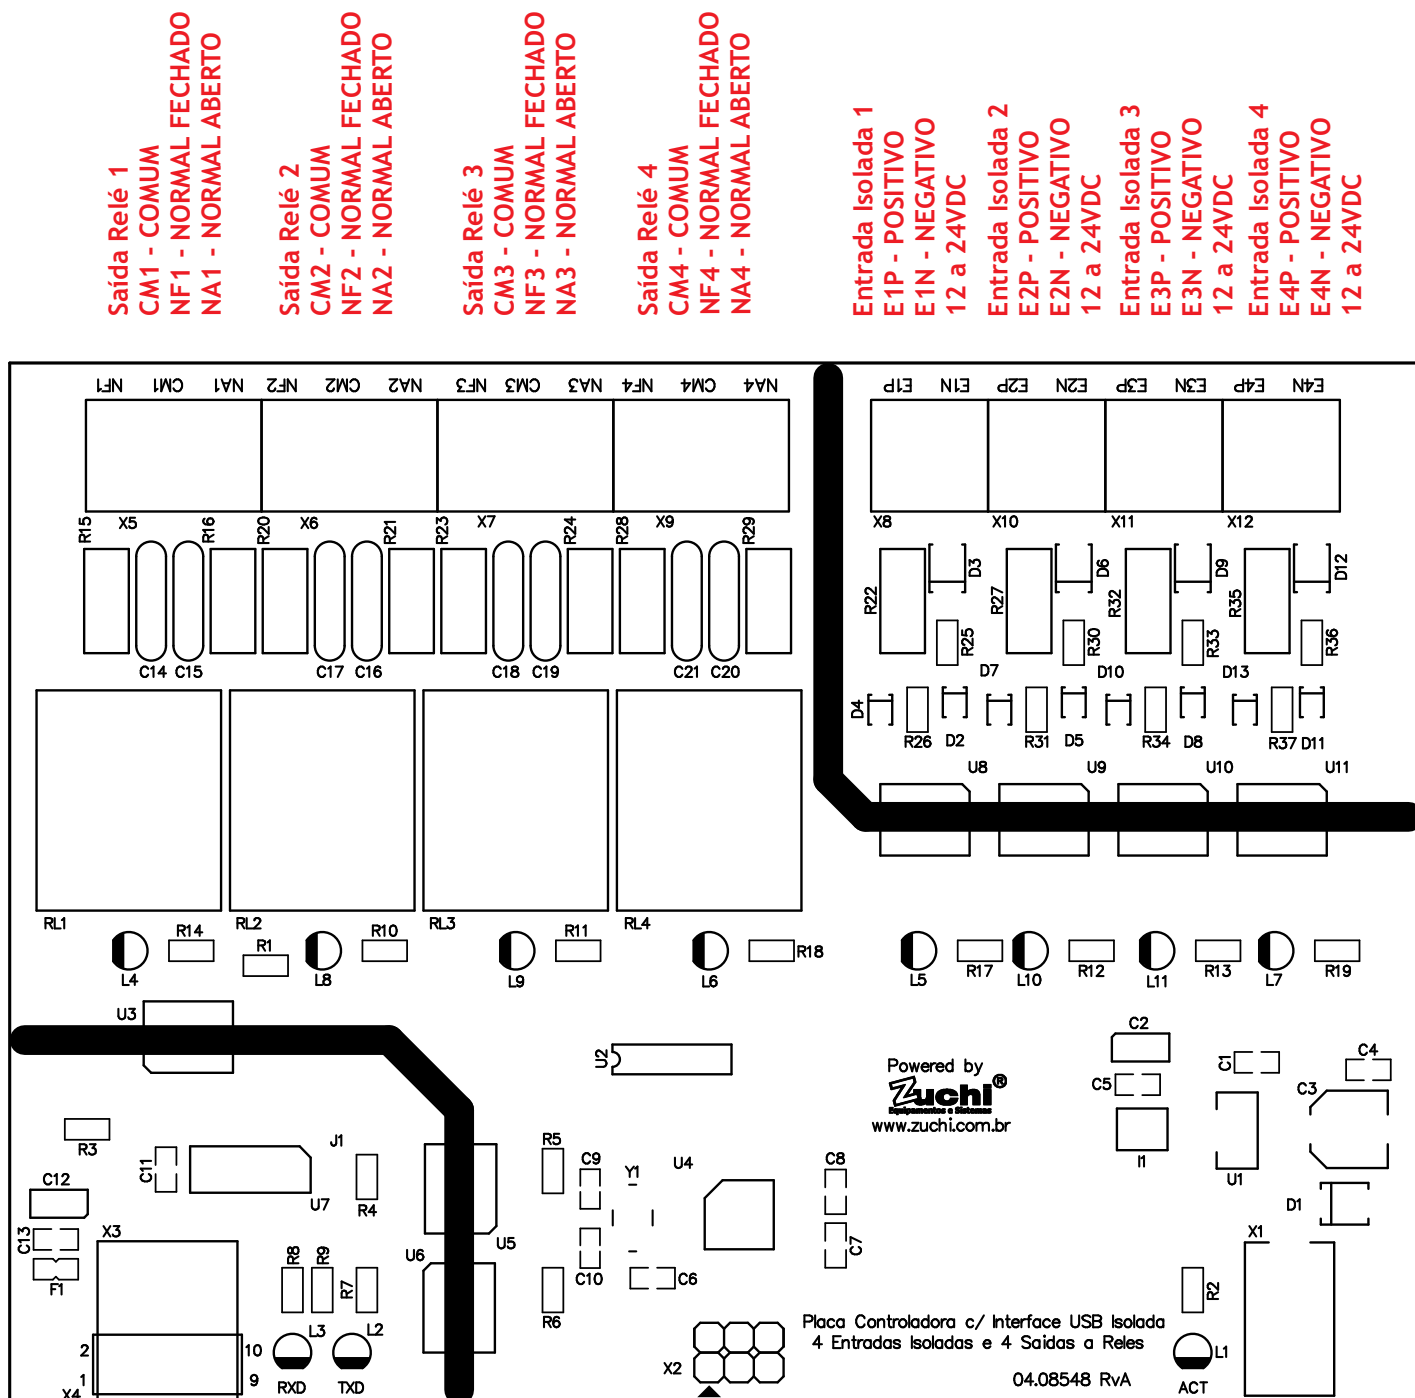 Saída Relé 1
CM1 - COMUM
NF1 - NORMAL FECHADO
NA1 - NORMAL ABERTO
Saída Relé 2
CM2 - COMUM
NF2 - NORMAL FECHADO
NA2 - NORMAL ABERTO
Saída Relé 3
CM3 - COMUM
NF3 - NORMAL FECHADO
NA3 - NORMAL ABERTO
Saída Relé 4
CM4 - COMUM
NF4 - NORMAL FECHADO
NA4 - NORMAL ABERTO
Entrada Isolada 1
E1P - POSITIVO
E1N - NEGATIVO
12 a 24VDC
Entrada Isolada 2
E2P - POSITIVO
E2N - NEGATIVO
12 a 24VDC
Entrada Isolada 3
E3P - POSITIVO
E3N - NEGATIVO
12 a 24VDC
Entrada Isolada 4
E4P - POSITIVO
E4N - NEGATIVO
12 a 24VDC
NF1 CM1 NA1 NF2 CM2 NA2 NF3 CM3 NA3 NF4 CM4 NA4 E1P E1N E2P E2N E3P E3N E4P E4N
R15 X5 R16 R20 X6 R21 R23 X7 R24 R28 X9 R29 X8 X10 X11 X12
R22 D3 R27 D6 R32 D9 R35 D12
R25 R30 R33 R36
C14 C15 C17 C16 C18 C19 C21 C20 D7 D10 D13
D4 R26 D2 R31 D5 R34 D8 R37 D11
U8 U9 U10 U11
RL1 RL2 RL3 RL4
R14 R1 R10 R11 R18
L4 L8 L9 L6 L5 R17 L10 R12 L11 R13 L7 R19
U3 C2
U2 C1 C4
Powered by
Zuchi®
Equipamentos e Sistemas
www.zuchi.com.br
C5 C3
R3 J1 R5 I1
C11 C9 Y1 U4 C8 U1
C12 U7 R4 D1
C13 X3 U6 U5 C7 X1
F1 R8 R9 R7 C10 C6 R2
R6
Placa Controladora c/ Interface USB Isolada
4 Entradas Isoladas e 4 Saidas a Reles
2 10 L3 L2 X2 L1
1 9
X4 RXD TXD 04.08548 RvA ACT